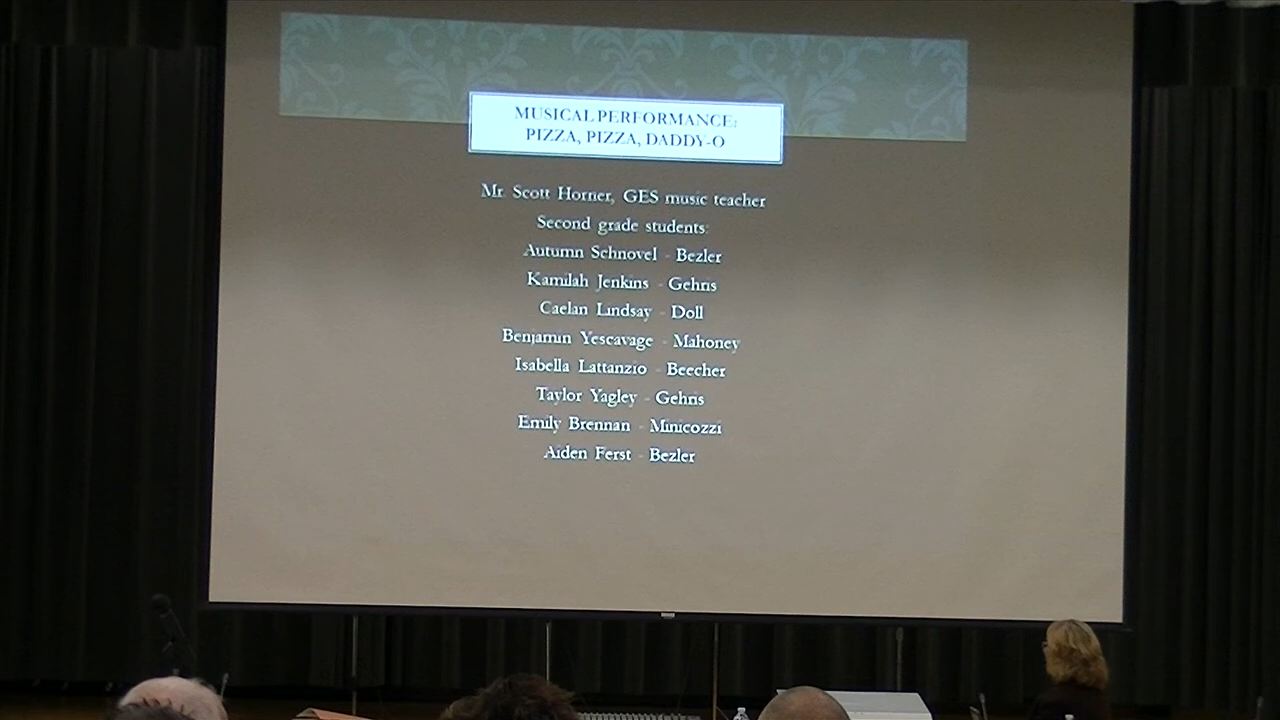 MUSICAL PERFORMANCE:
PIZZA, PIZZA, DADDY-O
Mr. Scott Horner, GES music teacher
Second grade students:
Autumn Schnovel - Bezler
Kamilah Jenkins - Gehris
Caelan Lindsay - Doll
Benjamin Yescavage - Mahoney
Isabella Lattanzio - Beecher
Taylor Yagley - Gehris
Emily Brennan - Minicozzi
Aiden Ferst - Bezler